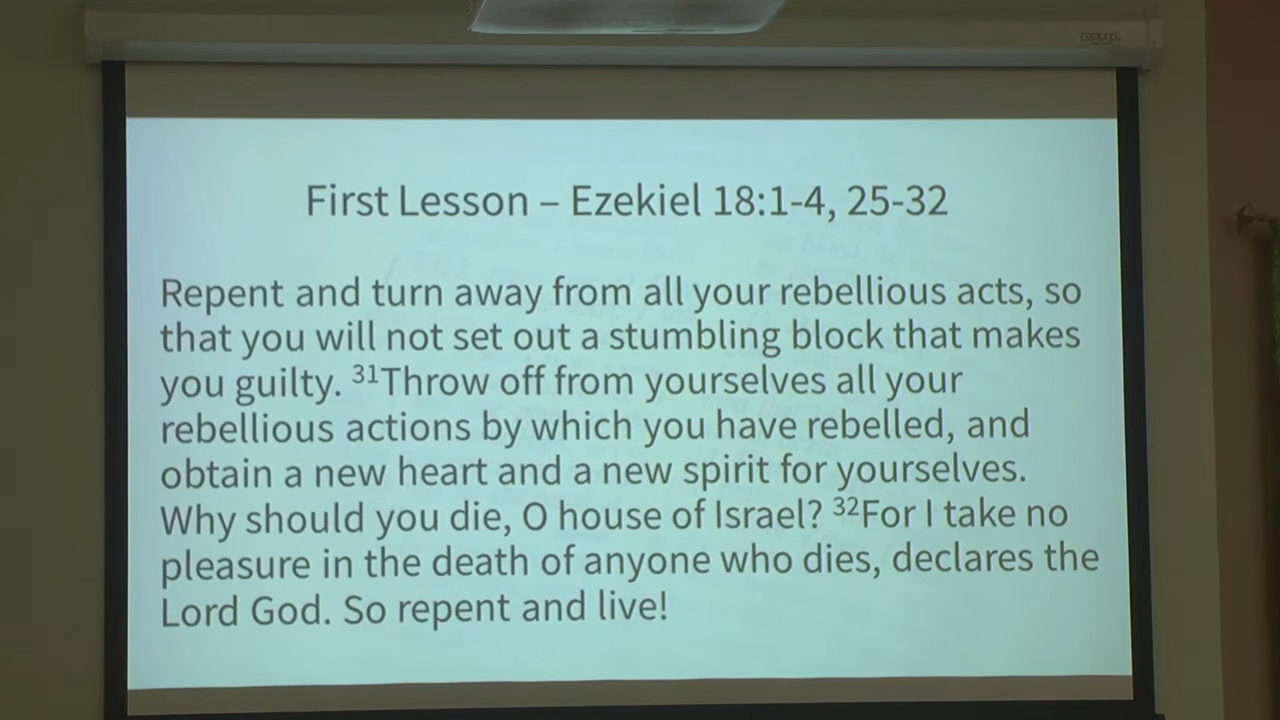 First Lesson – Ezekiel 18:1-4, 25-32
Repent and turn away from all your rebellious acts, so
that you will not set out a stumbling block that makes
you guilty. ³¹Throw off from yourselves all your
rebellious actions by which you have rebelled, and
obtain a new heart and a new spirit for yourselves.
Why should you die, O house of Israel? ³²For I take no
pleasure in the death of anyone who dies, declares the
Lord God. So repent and live!